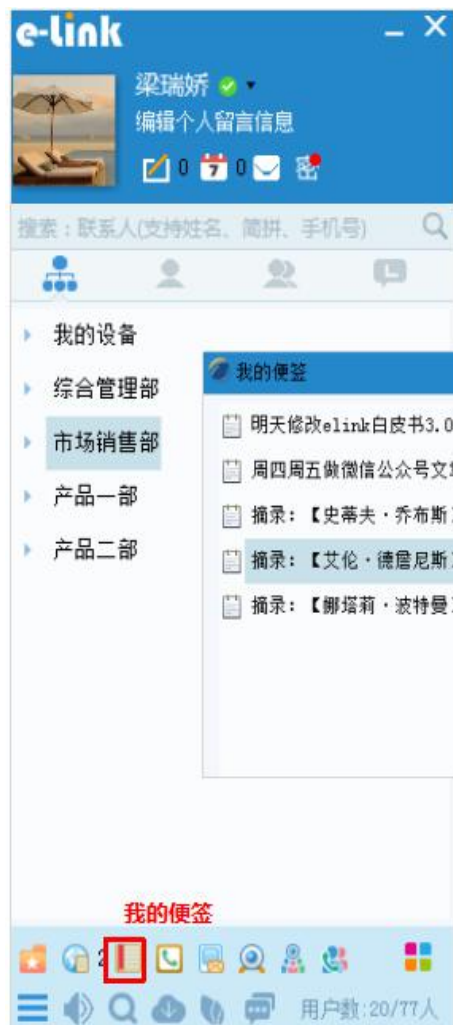 e-link
梁瑞娇
编辑个人留言信息
0 7 0 密
搜索：联系人(支持姓名、简拼、手机号)
我的设备
综合管理部
市场销售部
产品一部
产品二部
我的便签
明天修改elink白皮书3.0
周四周五做微信公众号文
摘录：【史蒂夫·乔布斯
摘录：【艾伦·德詹尼斯
摘录：【娜塔莉·波特曼
我的便签
2
用户数:20/77人